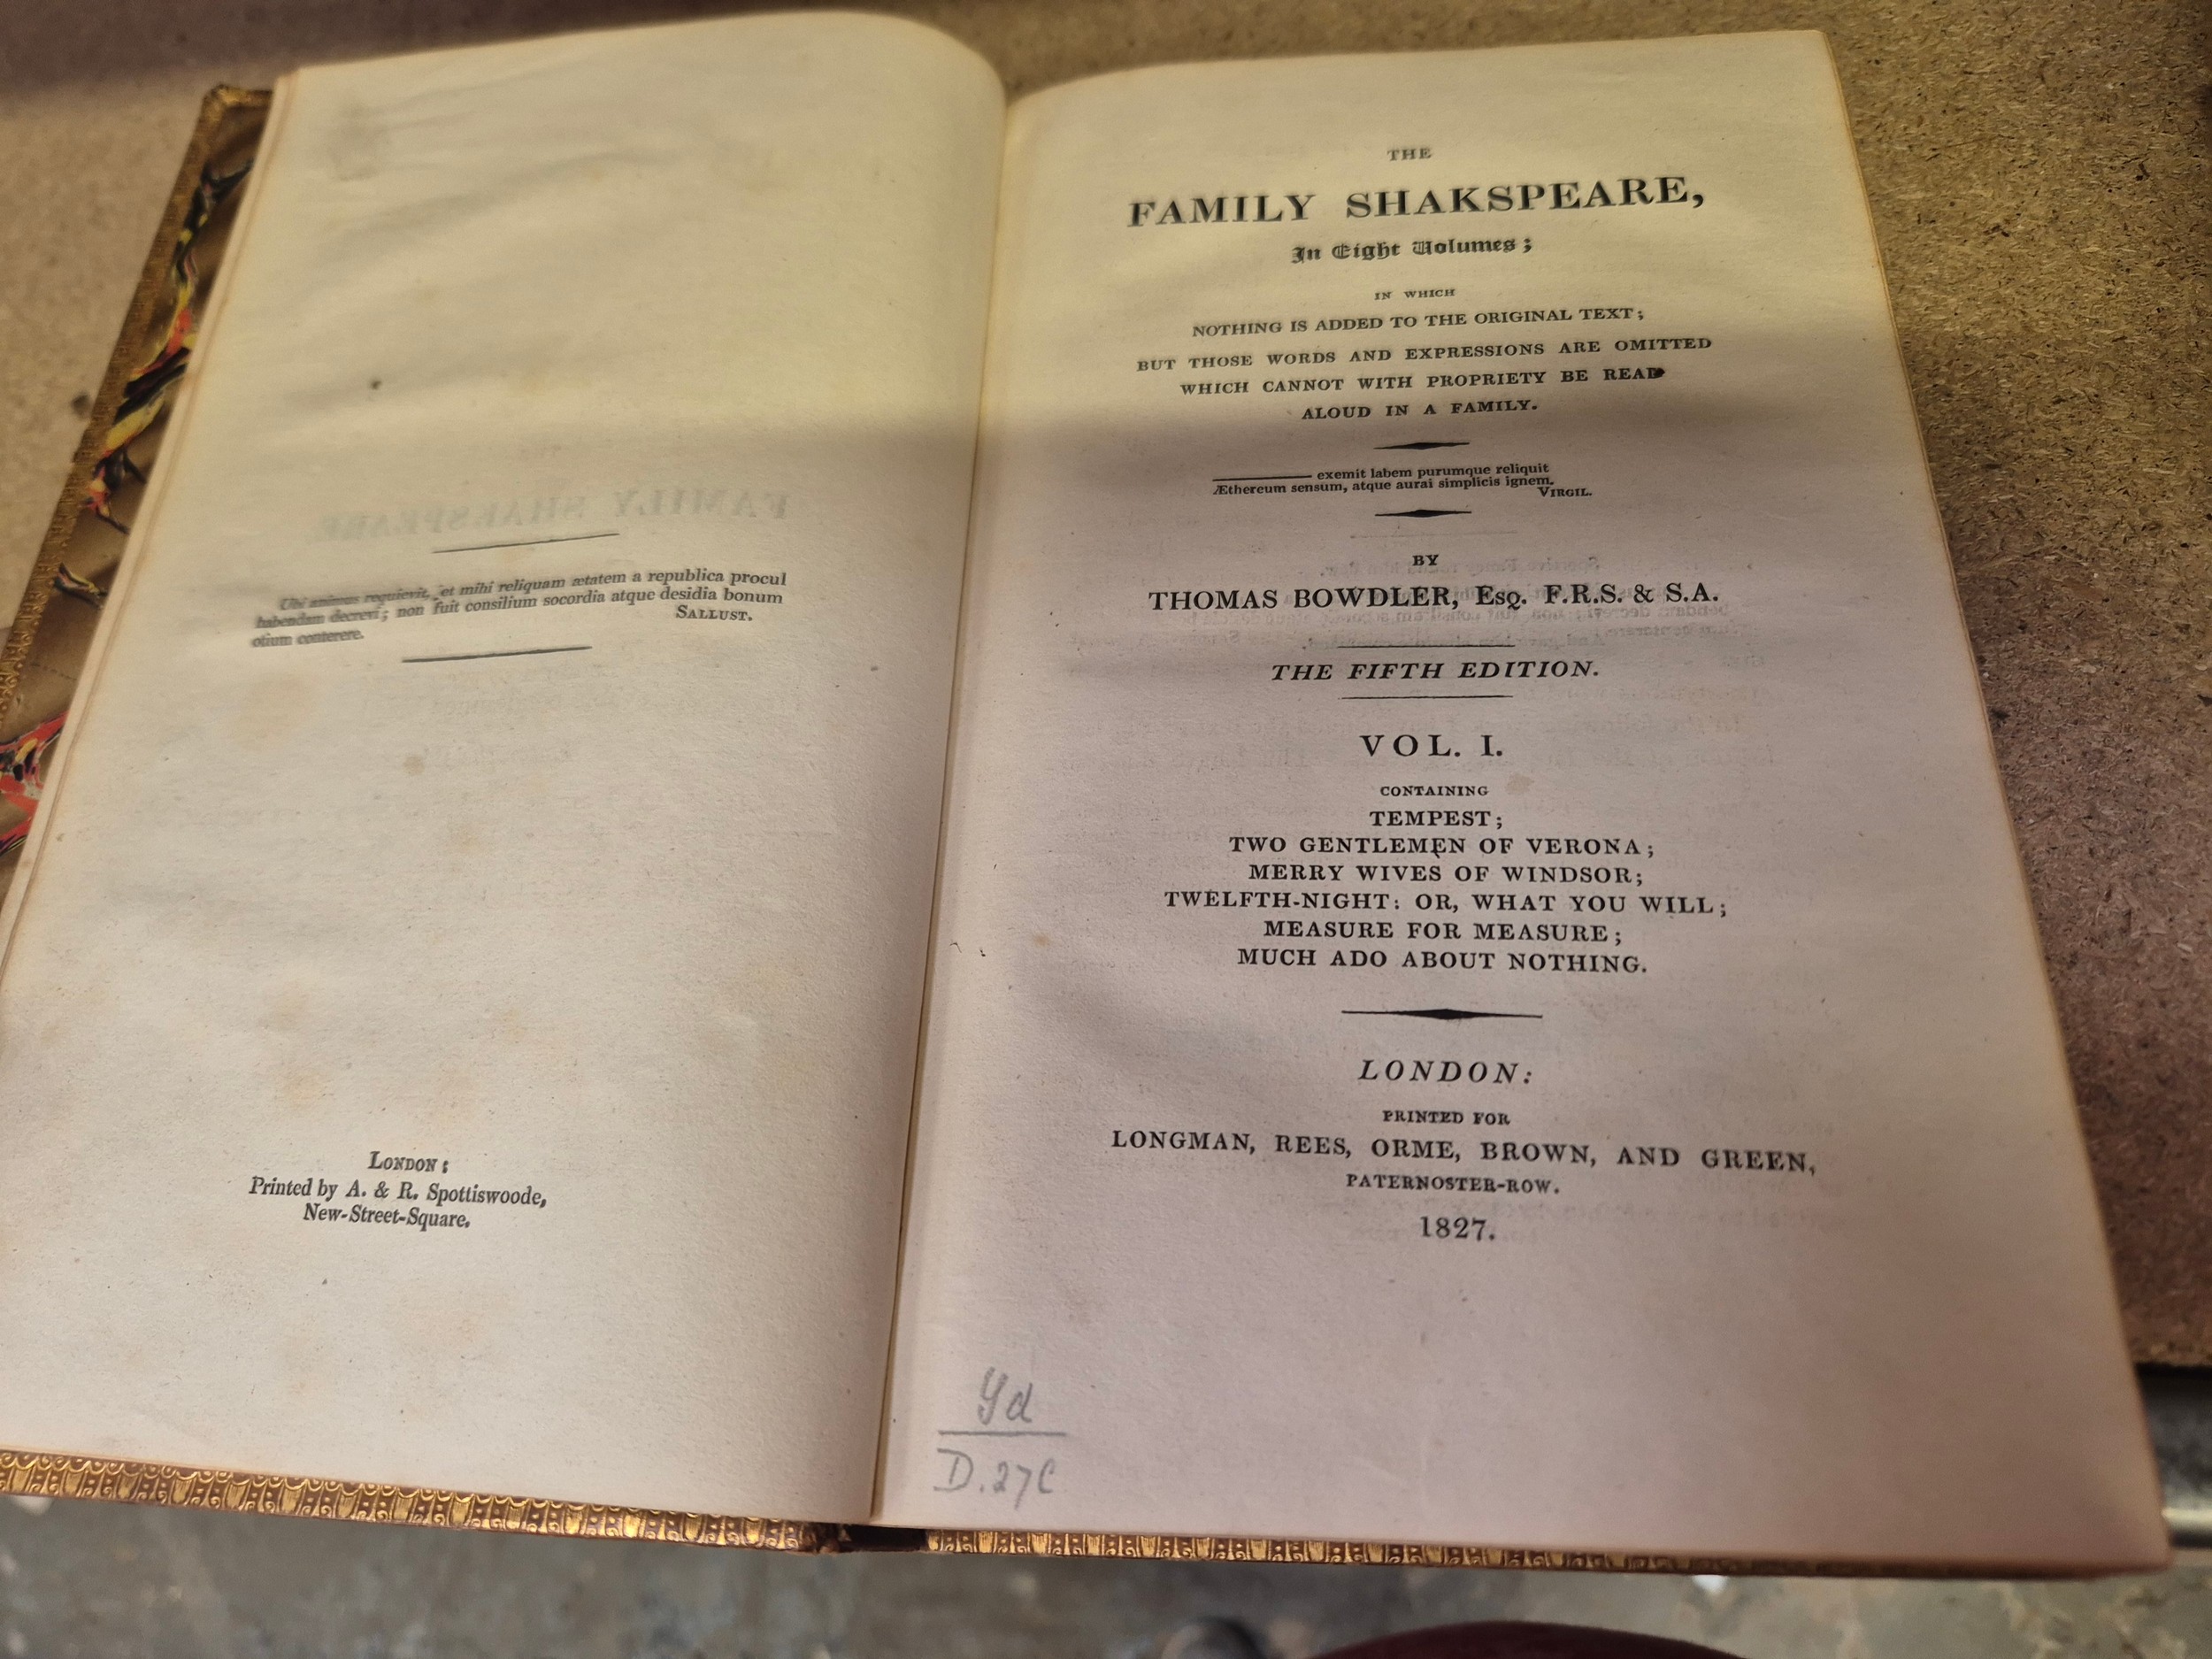 Ubi animus requievit, et mihi reliquam ætatem a republica procul
habendam decrevi; non fuit consilium socordia atque desidia bonum
otium conterere.
SALLUST.
LONDON:
Printed by A. & R. Spottiswoode,
New-Street-Square.
THE
FAMILY SHAKSPEARE,
In Eight Volumes;
IN WHICH
NOTHING IS ADDED TO THE ORIGINAL TEXT;
BUT THOSE WORDS AND EXPRESSIONS ARE OMITTED
WHICH CANNOT WITH PROPRIETY BE READ
ALOUD IN A FAMILY.
exemit labem purumque reliquit
Æthereum sensum, atque aurai simplicis ignem.
VIRGIL.
BY
THOMAS BOWDLER, ESQ. F.R.S. & S.A.
THE FIFTH EDITION.
VOL. I.
CONTAINING
TEMPEST;
TWO GENTLEMEN OF VERONA;
MERRY WIVES OF WINDSOR;
TWELFTH-NIGHT: OR, WHAT YOU WILL;
MEASURE FOR MEASURE;
MUCH ADO ABOUT NOTHING.
LONDON:
PRINTED FOR
LONGMAN, REES, ORME, BROWN, AND GREEN,
PATERNOSTER-ROW.
1827.
Yd
D.27c